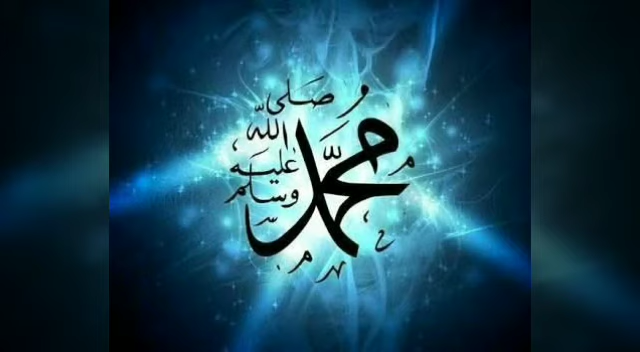 محمد
صلى
الله
عليه
وسلم